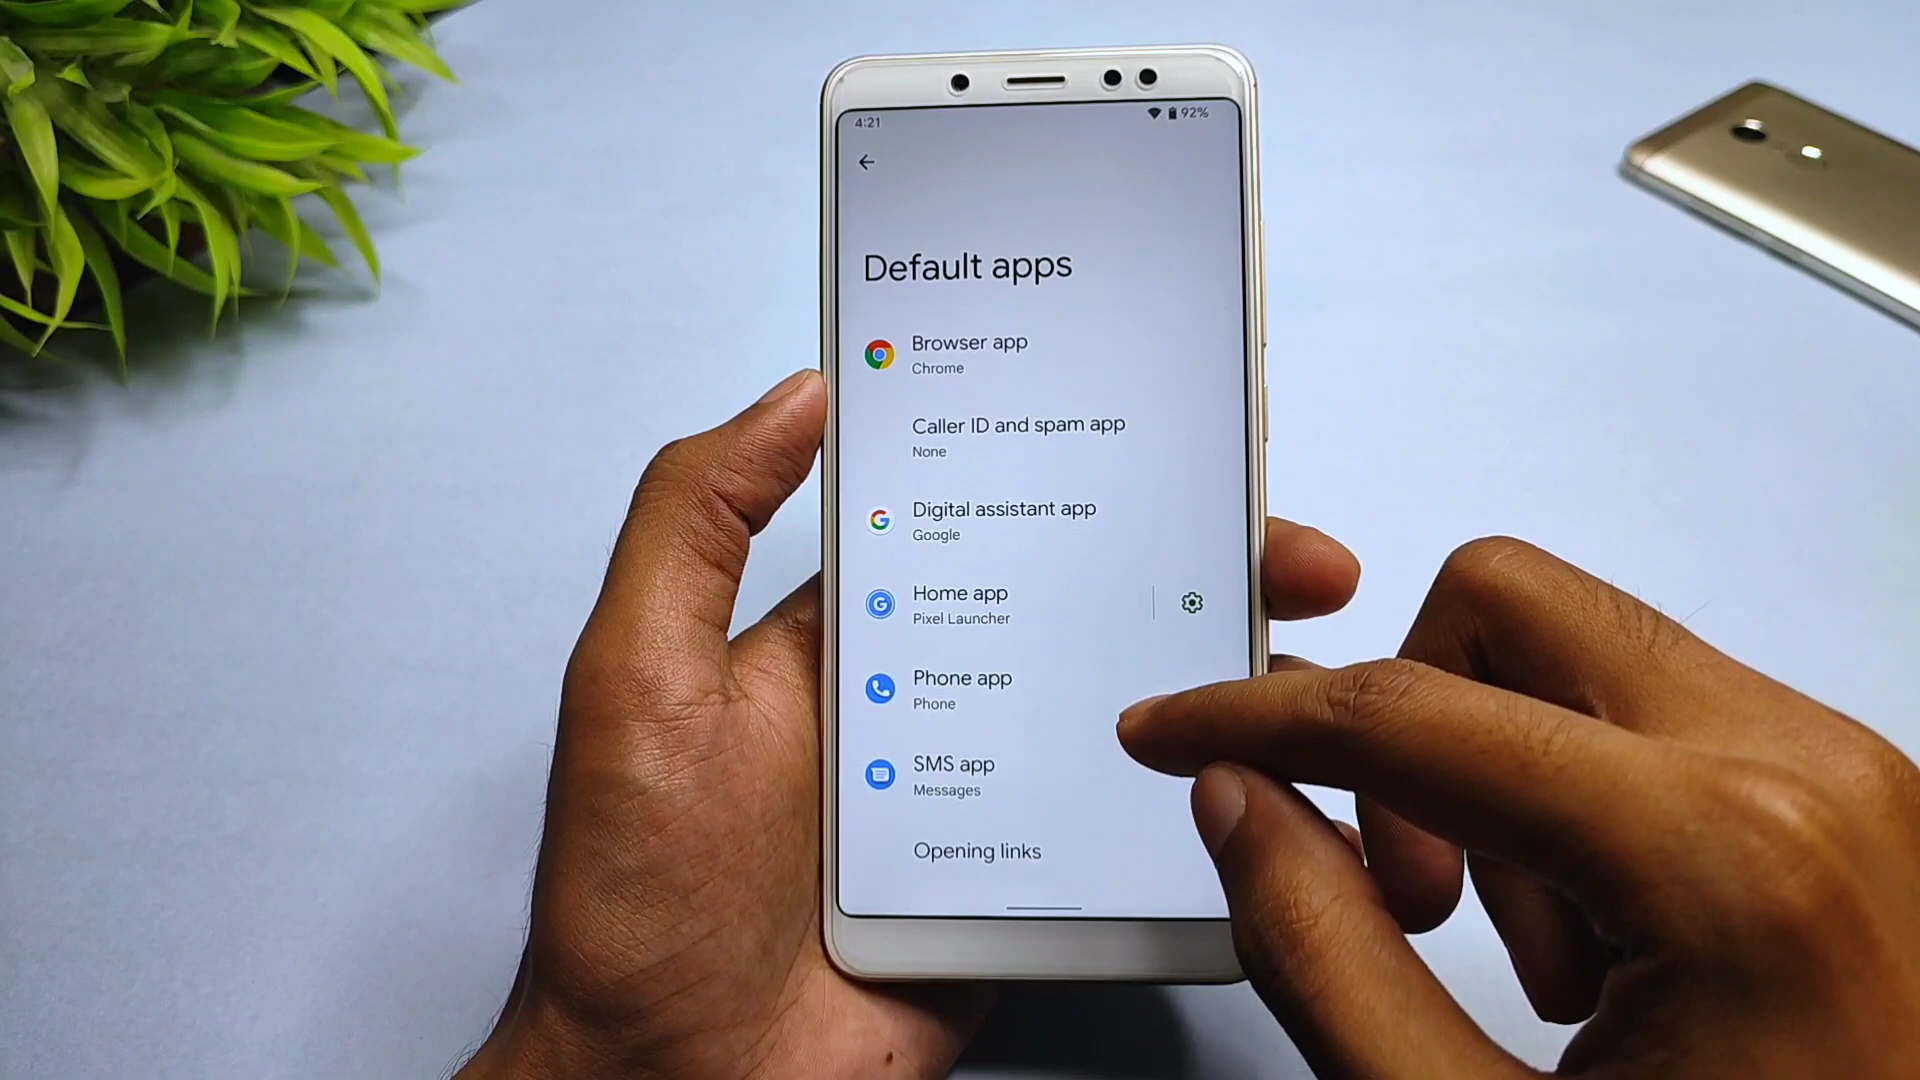 4:21
92%
Default apps
Browser app
Chrome
Caller ID and spam app
None
Digital assistant app
Google
Home app
Pixel Launcher
Phone app
Phone
SMS app
Messages
Opening links